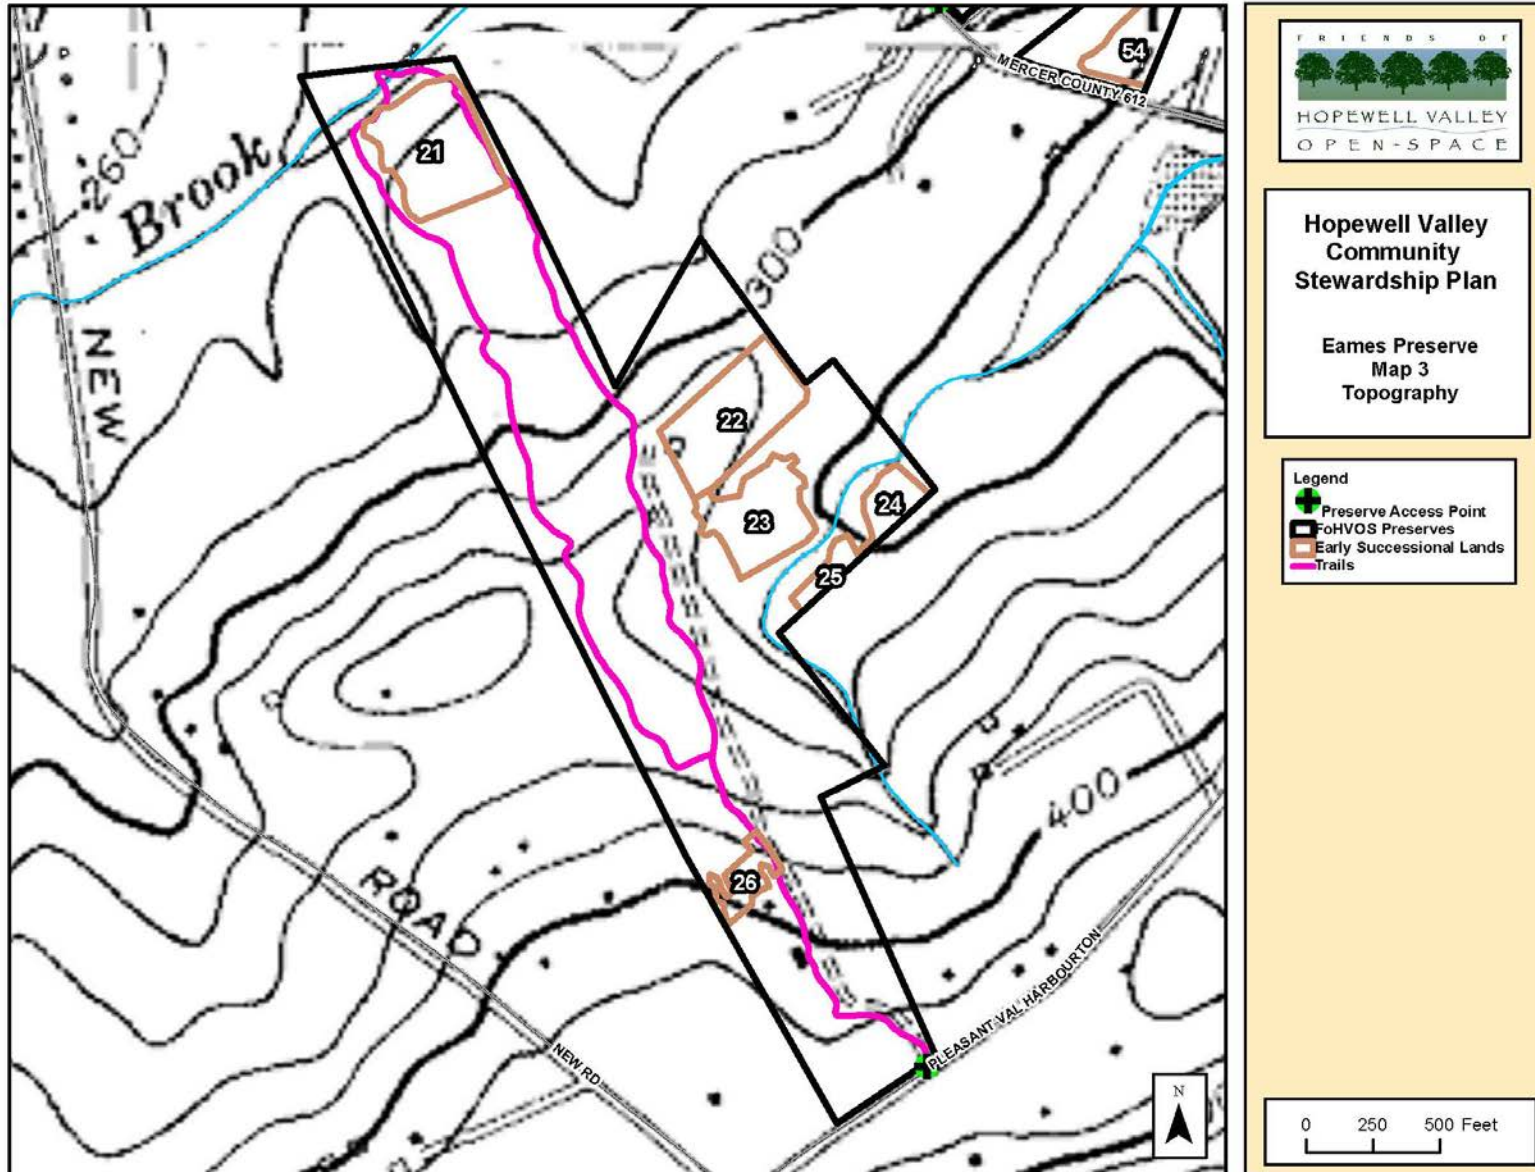 54
MERCER COUNTY 612
21
260
Brook
300
NEW
22
24
23
25
400
26
ROAD
PLEASANT VAL HARBOURTON
NEW RD
N
FRIENDS OF
HOPEWELL VALLEY
OPEN-SPACE
Hopewell Valley
Community
Stewardship Plan
Eames Preserve
Map 3
Topography
Legend
Preserve Access Point
FoHVOS Preserves
Early Successional Lands
Trails
0 250 500 Feet